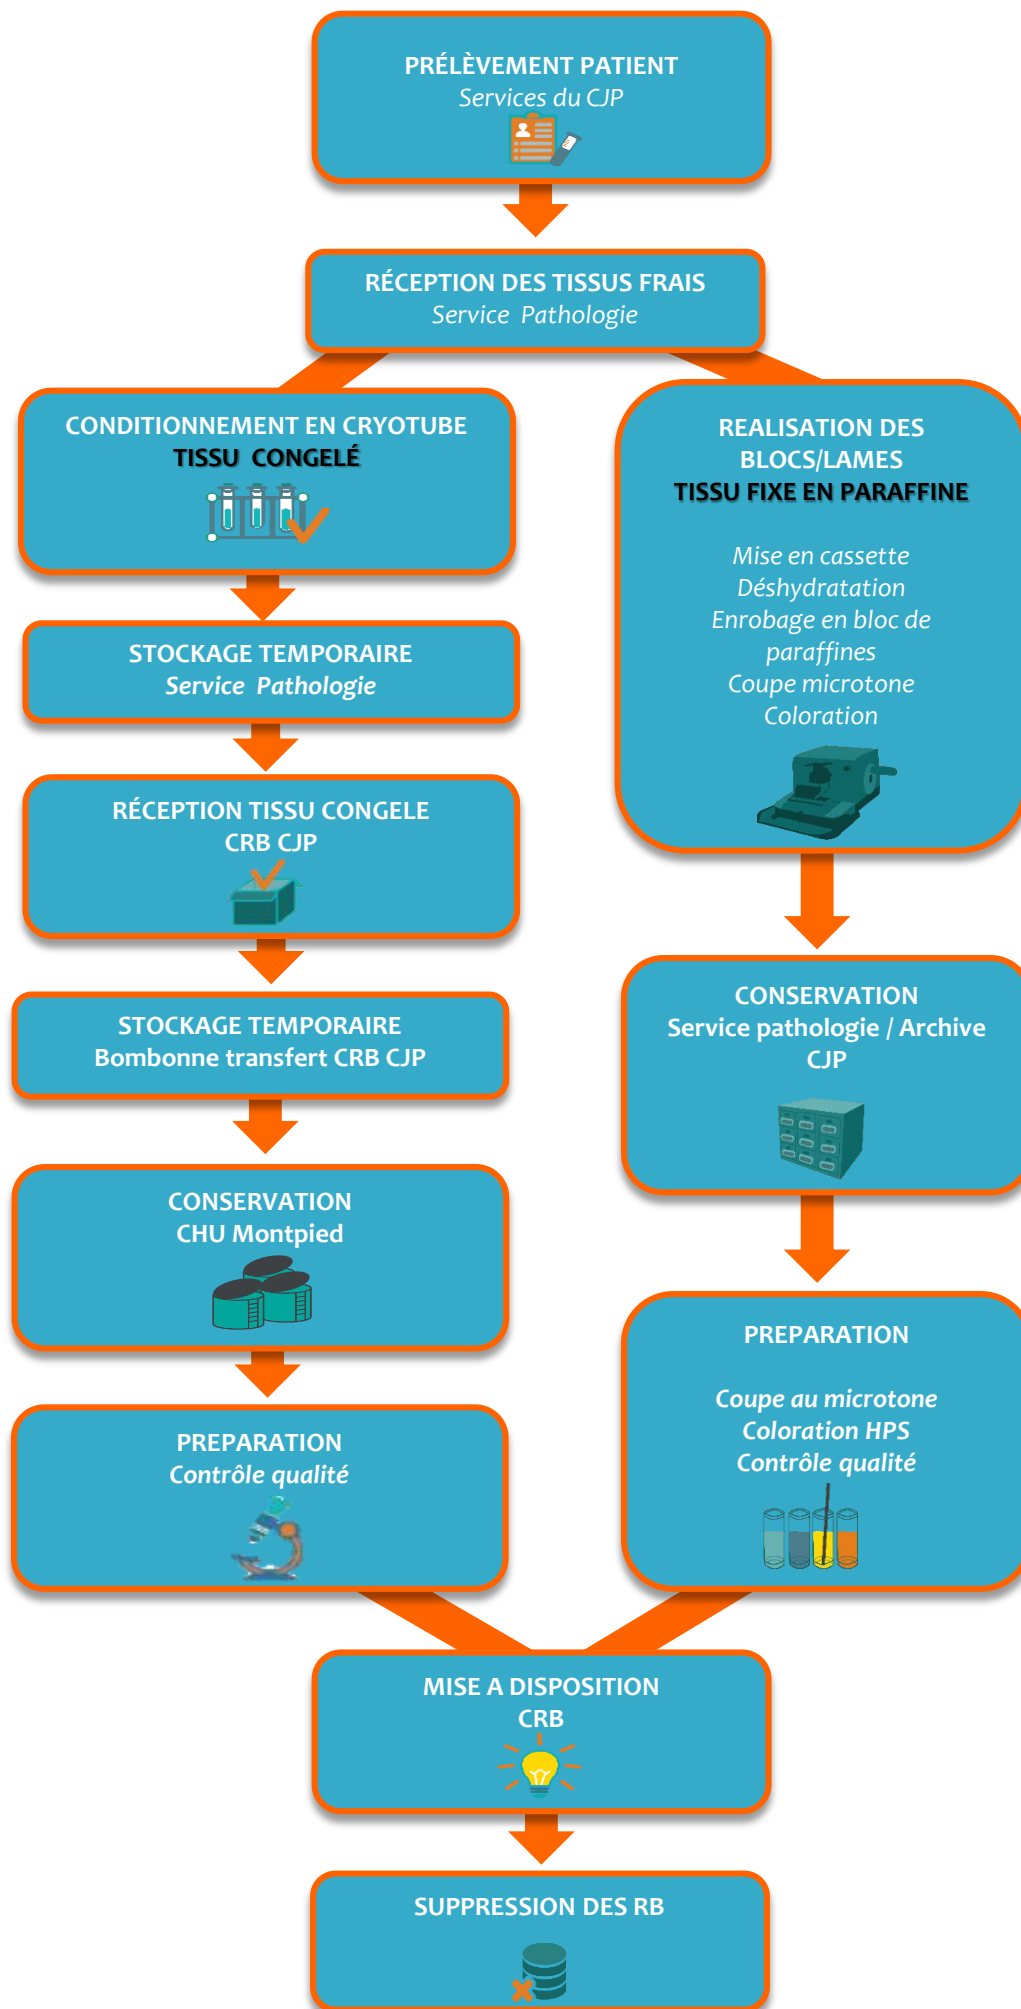 PRÉLÈVEMENT PATIENT
Services du CJP
RÉCEPTION DES TISSUS FRAIS
Service Pathologie
CONDITIONNEMENT EN CRYOTUBE
TISSU CONGELÉ
STOCKAGE TEMPORAIRE
Service Pathologie
RÉCEPTION TISSU CONGELE
CRB CJP
STOCKAGE TEMPORAIRE
Bombonne transfert CRB CJP
CONSERVATION
CHU Montpied
PREPARATION
Contrôle qualité
REALISATION DES
BLOCS/LAMES
TISSU FIXE EN PARAFFINE
Mise en cassette
Déshydratation
Enrobage en bloc de
paraffines
Coupe microtone
Coloration
CONSERVATION
Service pathologie / Archive
CJP
PREPARATION
Coupe au microtone
Coloration HPS
Contrôle qualité
MISE A DISPOSITION
CRB
SUPPRESSION DES RB